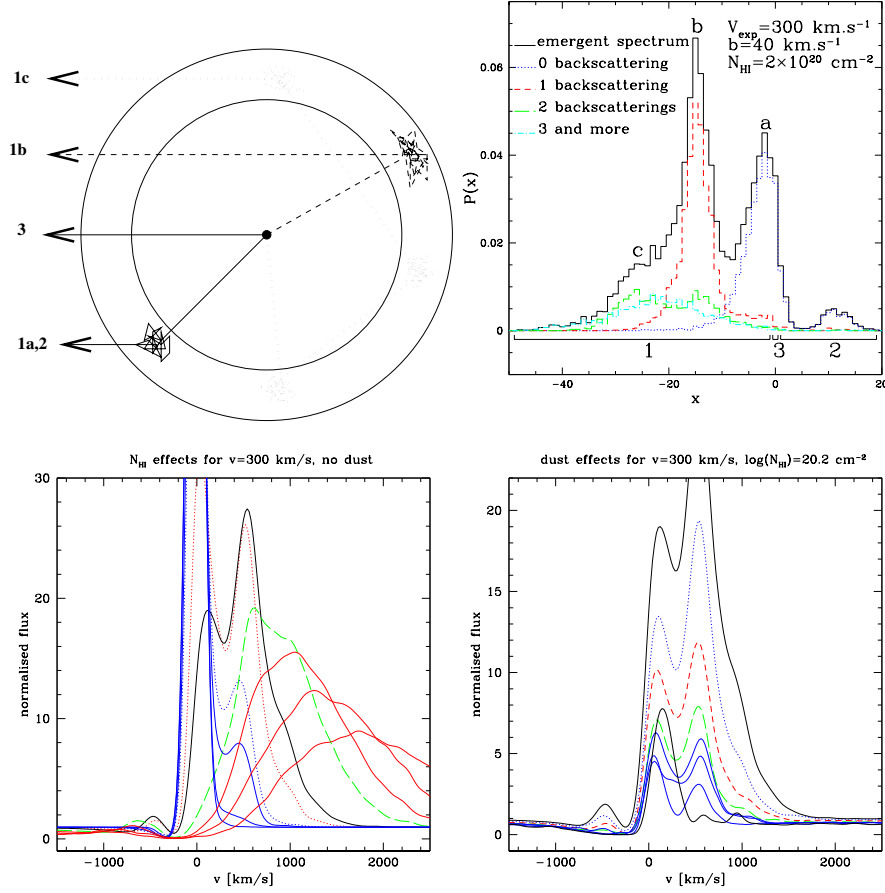 1c
1b
3
1a,2
emergent spectrum
0 backscattering
1 backscattering
2 backscatterings
3 and more
V_exp=300 km.s⁻¹
b=40 km.s⁻¹
N_HI=2×10²⁰ cm⁻²
b
a
c
1
3
2
P(x)
0.06
0.04
0.02
0
-40
-20
0
20
x
N_HI effects for v=300 km/s, no dust
normalised flux
30
20
10
0
-1000
0
1000
2000
v [km/s]
dust effects for v=300 km/s, log(N_HI)=20.2 cm⁻²
normalised flux
20
15
10
5
0
-1000
0
1000
2000
v [km/s]